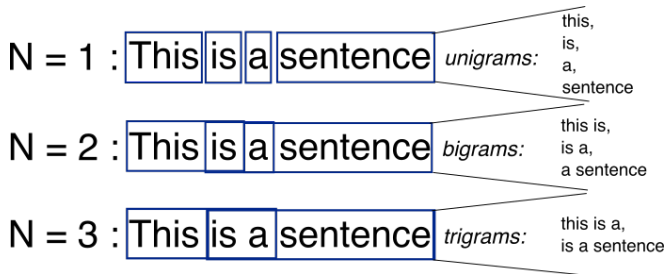 N = 1 : This is a sentence unigrams:
this,
is,
a,
sentence
N = 2 : This is a sentence bigrams:
this is,
is a,
a sentence
N = 3 : This is a sentence trigrams:
this is a,
is a sentence